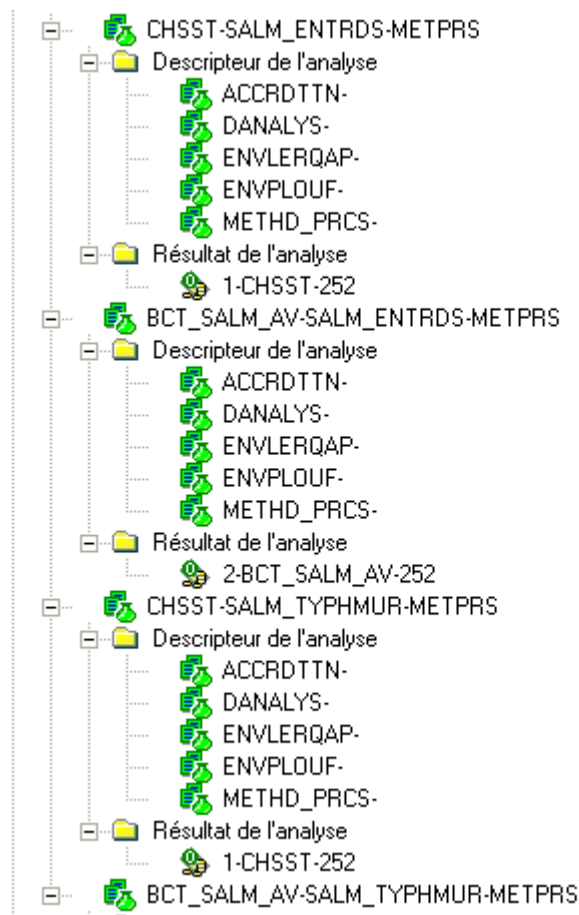 CHSST-SALM_ENTRDS-METPRS
Descripteur de l'analyse
ACCRDTTN-
DANALYS-
ENVLERQAP-
ENVPLOUF-
METHD_PRCS-
Résultat de l'analyse
1-CHSST-252
BCT_SALM_AV-SALM_ENTRDS-METPRS
Descripteur de l'analyse
ACCRDTTN-
DANALYS-
ENVLERQAP-
ENVPLOUF-
METHD_PRCS-
Résultat de l'analyse
2-BCT_SALM_AV-252
CHSST-SALM_TYPHMUR-METPRS
Descripteur de l'analyse
ACCRDTTN-
DANALYS-
ENVLERQAP-
ENVPLOUF-
METHD_PRCS-
Résultat de l'analyse
1-CHSST-252
BCT_SALM_AV-SALM_TYPHMUR-METPRS